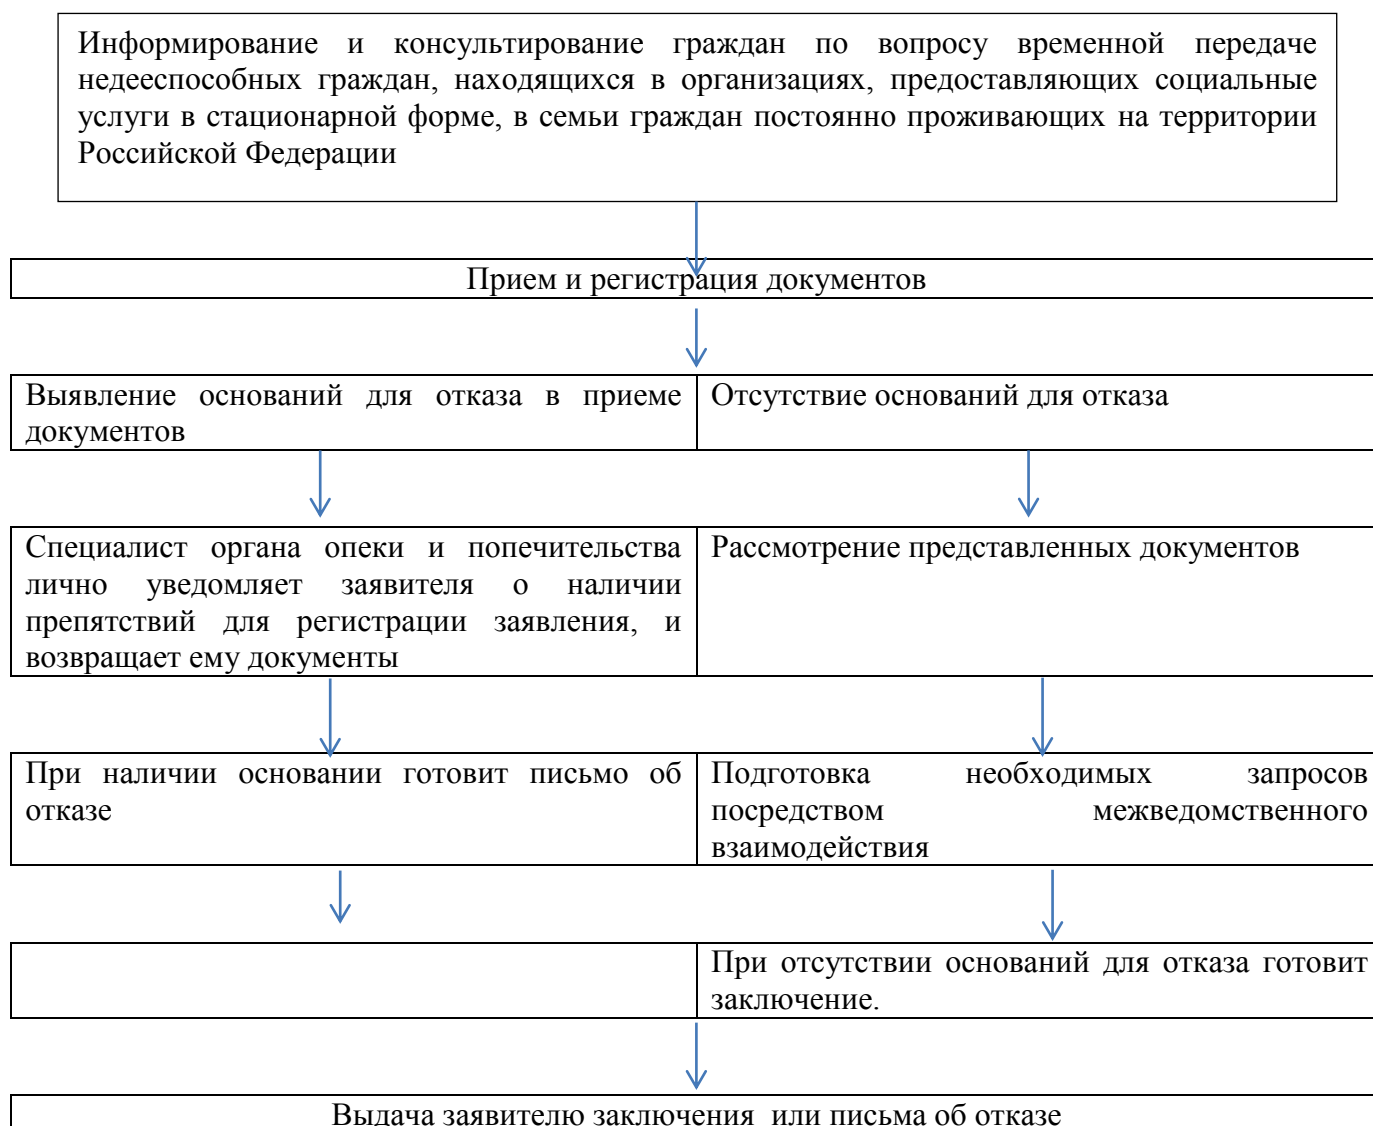 Информирование и консультирование граждан по вопросу временной передаче
недееспособных граждан, находящихся в организациях, предоставляющих социальные
услуги в стационарной форме, в семьи граждан постоянно проживающих на территории
Российской Федерации
Прием и регистрация документов
Выявление оснований для отказа в приеме
документов
Отсутствие оснований для отказа
Специалист органа опеки и попечительства
лично уведомляет заявителя о наличии
препятствий для регистрации заявления, и
возвращает ему документы
Рассмотрение представленных документов
При наличии основании готовит письмо об
отказе
Подготовка необходимых запросов
посредством межведомственного
взаимодействия
При отсутствии оснований для отказа готовит
заключение.
Выдача заявителю заключения или письма об отказе